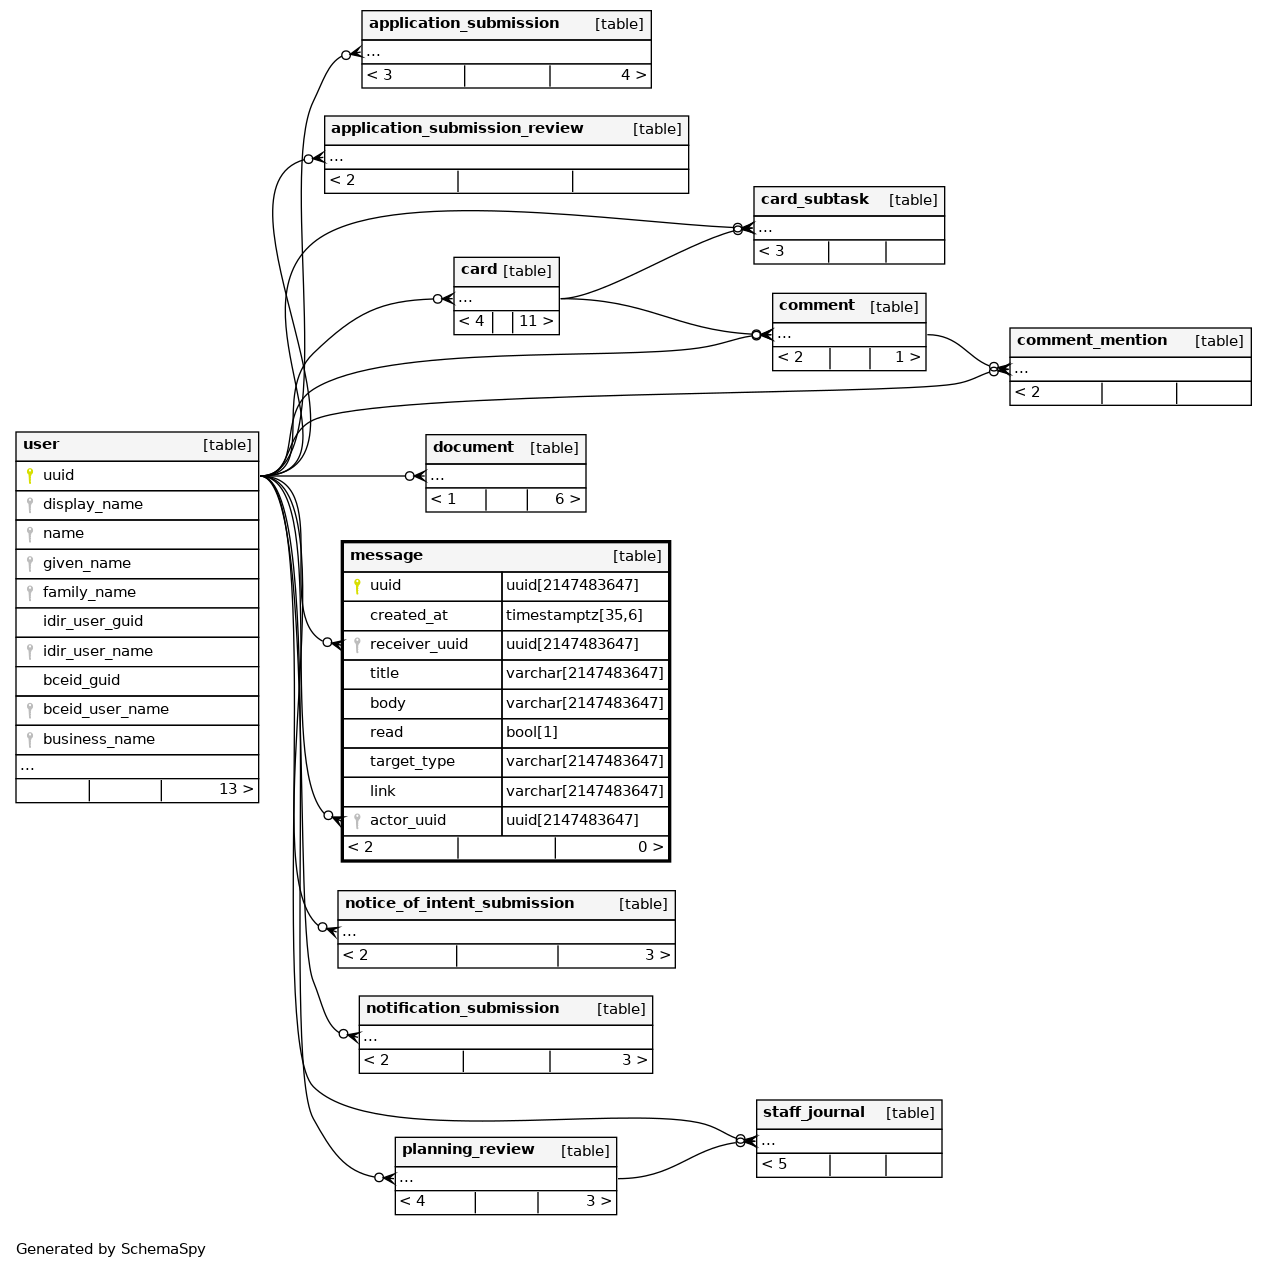 application_submission [table]
...
< 3 4 >
application_submission_review [table]
...
< 2
card_subtask [table]
...
< 3
card [table]
...
< 4 11 >
comment [table]
...
< 2 1 >
comment_mention [table]
...
< 2
user [table]
uuid
display_name
name
given_name
family_name
idir_user_guid
idir_user_name
bceid_guid
bceid_user_name
business_name
...
13 >
document [table]
...
< 1 6 >
message [table]
uuid uuid[2147483647]
created_at timestamptz[35,6]
receiver_uuid uuid[2147483647]
title varchar[2147483647]
body varchar[2147483647]
read bool[1]
target_type varchar[2147483647]
link varchar[2147483647]
actor_uuid uuid[2147483647]
< 2 0 >
notice_of_intent_submission [table]
...
< 2 3 >
notification_submission [table]
...
< 2 3 >
staff_journal [table]
...
< 5
planning_review [table]
...
< 4 3 >
Generated by SchemaSpy